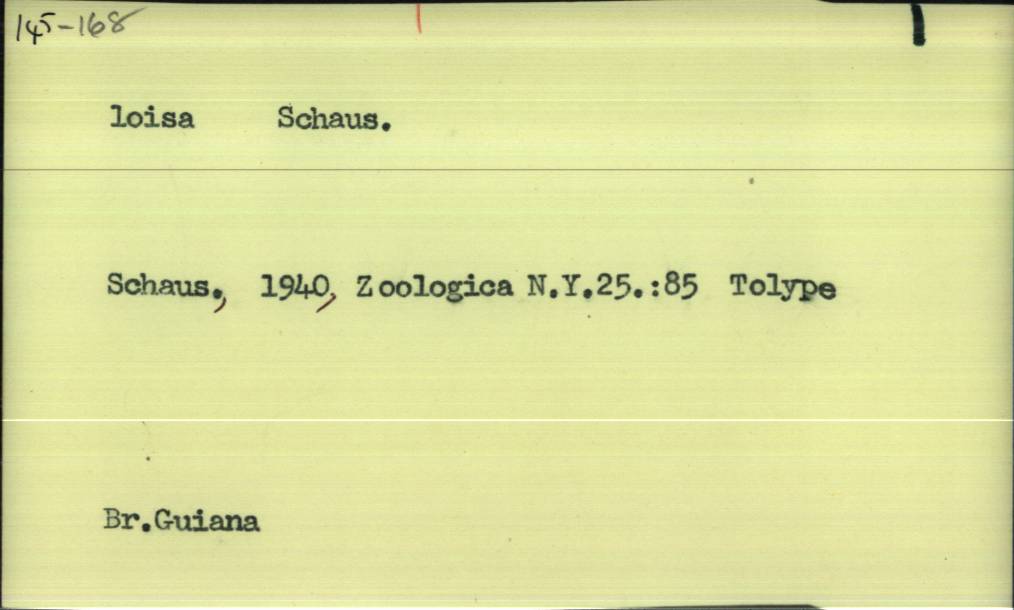 145-168
loisa Schaus.
Schaus., 1940, Zoologica N.Y.25.:85 Tolype
Br.Guiana